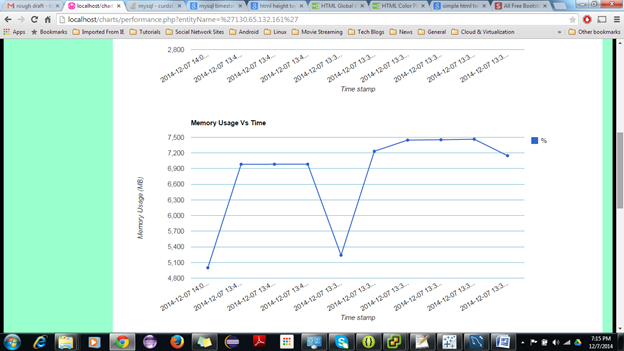 rough draft -
localhost/cha
mysql - curda
mysql timest
html height tw
HTML Global
HTML Color P
simple html tw
All Free Boots
localhost/charts/performance.php?entityName=%27130.65.132.161%27
Apps Bookmarks Imported From IE Tutorials Social Network Sites Android Linux Movie Streaming Tech Blogs News General Cloud & Virtualization » Other bookmarks
2,800
2014-12-07 14:0... 2014-12-07 13:4... 2014-12-07 13:4... 2014-12-07 13:4... 2014-12-07 13:3... 2014-12-07 13:3... 2014-12-07 13:3... 2014-12-07 13:3... 2014-12-07 13:3... 2014-12-07 13:3...
Time stamp
Memory Usage Vs Time
%
7,500
7,200
6,900
6,600
6,300
6,000
5,700
5,400
5,100
4,800
Memory Usage (MB)
2014-12-07 14:0... 2014-12-07 13:4... 2014-12-07 13:4... 2014-12-07 13:4... 2014-12-07 13:3... 2014-12-07 13:3... 2014-12-07 13:3... 2014-12-07 13:3... 2014-12-07 13:3... 2014-12-07 13:3...
Time stamp
7:15 PM
12/7/2014